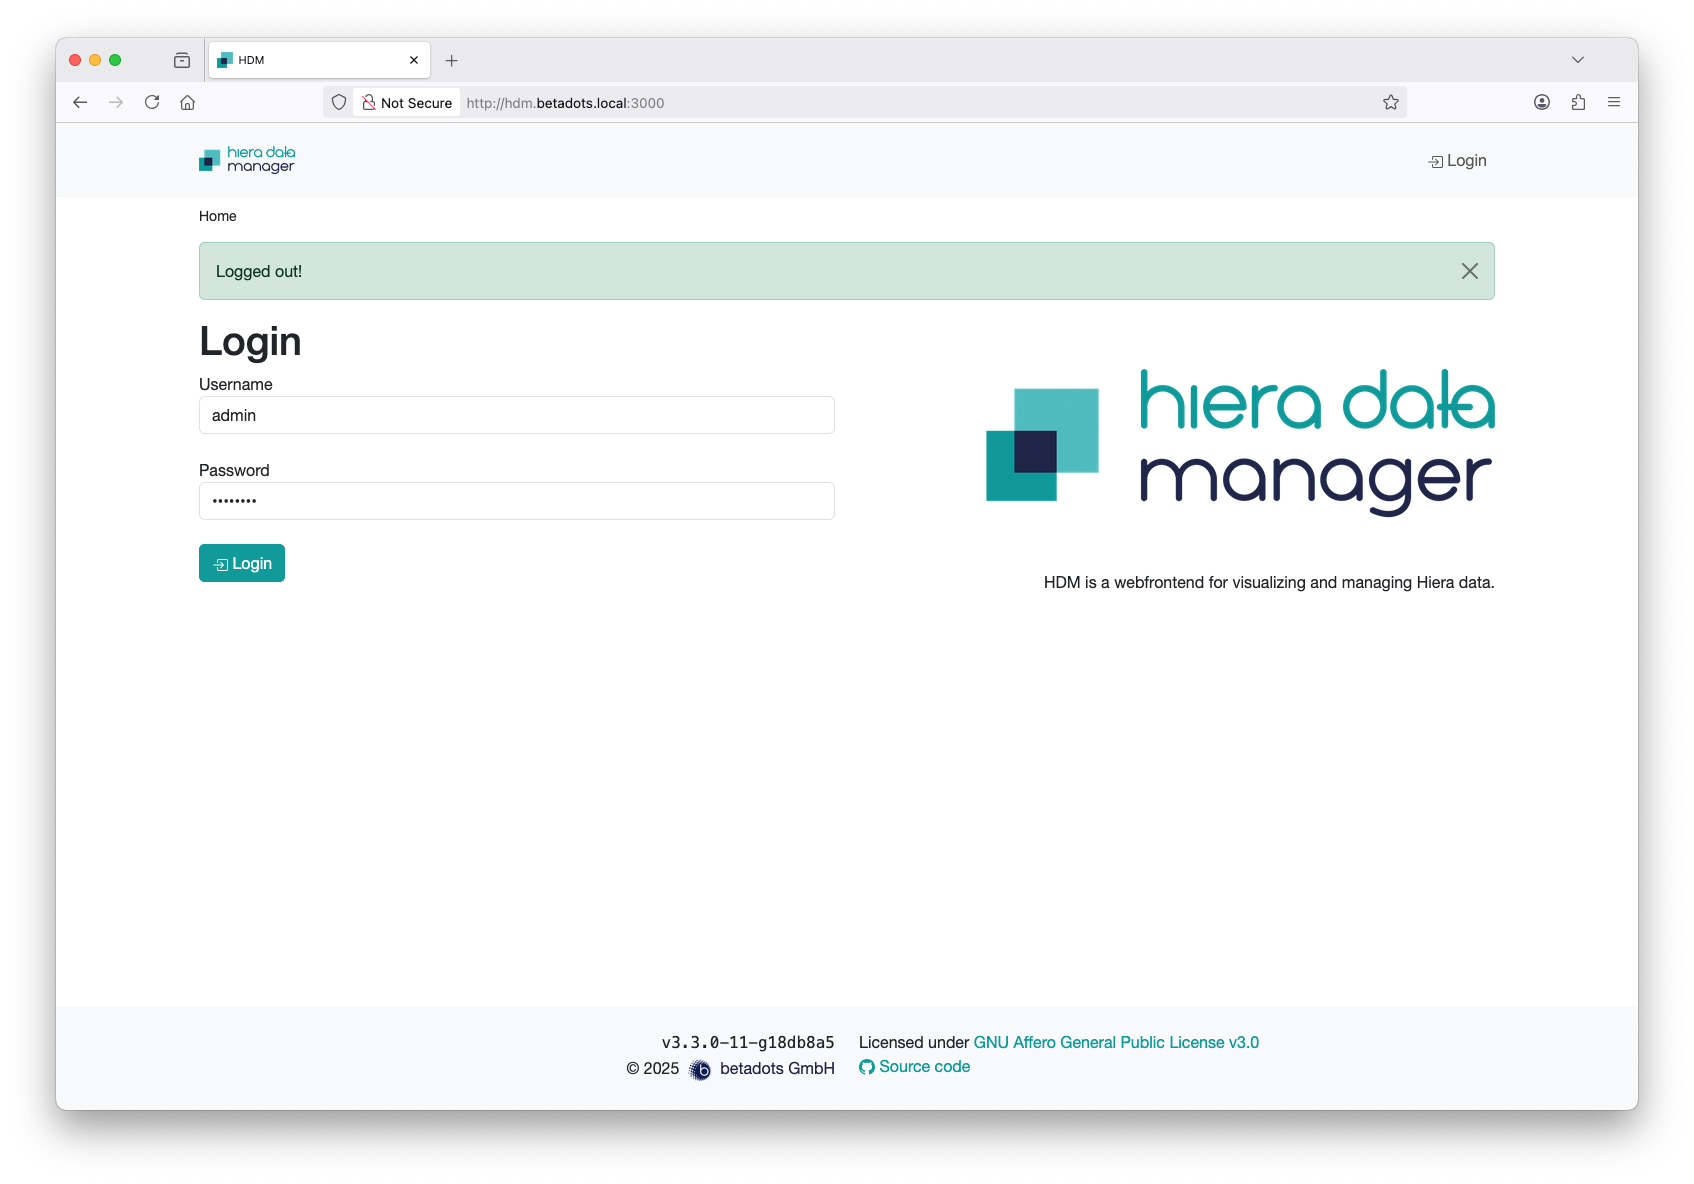 HDM
Not Secure http://hdm.betadots.local:3000
hiera data
manager
Login
Home
Logged out!
Login
Username
admin
Password
••••••••
Login
hiera data
manager
HDM is a webfrontend for visualizing and managing Hiera data.
v3.3.0-11-g18db8a5
© 2025 b betadots GmbH
Licensed under GNU Affero General Public License v3.0
Source code